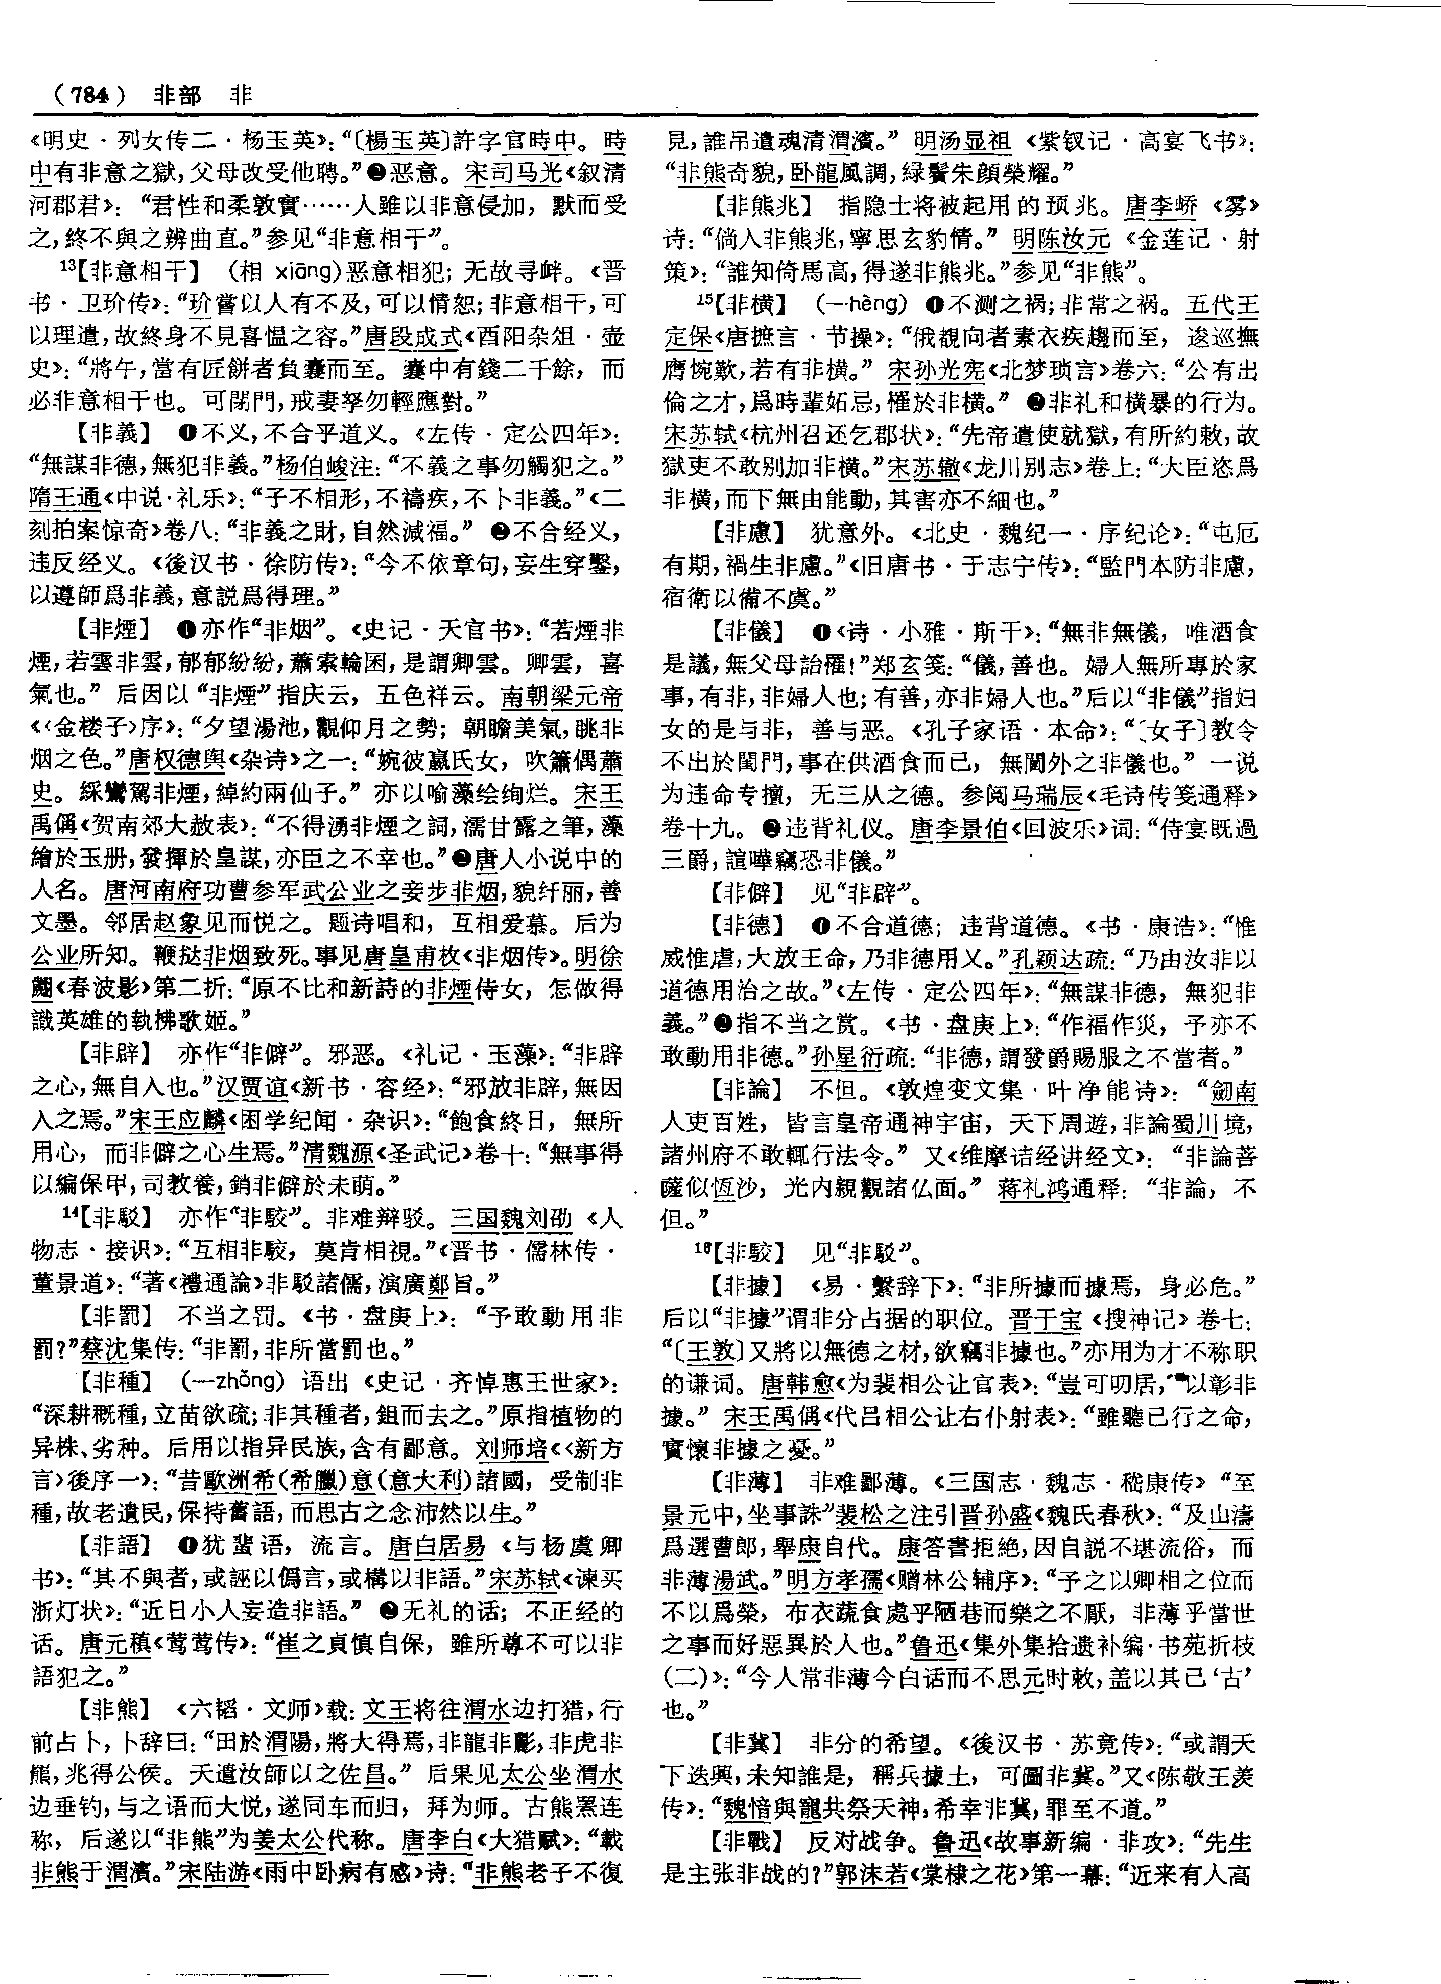 （784） 非部 非
《明史·列女传二·杨玉英》：“〔楊玉英〕許字官時中。時
中有非意之獄，父母改受他聘。”❷恶意。宋司马光《叙清
河郡君》：“君性和柔敦實……人雖以非意侵加，默而受
之，終不與之辨曲直。”参见“非意相干”。
13【非意相干】 （相 xiāng）恶意相犯；无故寻衅。《晋
书·卫玠传》：“玠嘗以人有不及，可以情恕；非意相干，可
以理遣，故終身不見喜愠之容。”唐段成式《酉阳杂俎·壶
史》：“將午，當有匠餅者負囊而至。囊中有錢二千餘，而
必非意相干也。可閉門，戒妻孥勿輕應對。”
【非義】 ❶不义，不合乎道义。《左传·定公四年》：
“無謀非德，無犯非義。”杨伯峻注：“不義之事勿觸犯之。”
隋王通《中说·礼乐》：“子不相形，不禱疾，不卜非義。”《二
刻拍案惊奇》卷八：“非義之財，自然減福。” ❷不合经义，
违反经义。《後汉书·徐防传》：“今不依章句，妄生穿鑿，
以遵師爲非義，意説爲得理。”
【非煙】 ❶亦作“非烟”。《史记·天官书》：“若煙非
煙，若雲非雲，郁郁紛紛，蕭索輪囷，是謂卿雲。卿雲，喜
氣也。” 后因以“非煙”指庆云，五色祥云。南朝梁元帝
《〈金楼子〉序》：“夕望湯池，觀仰月之勢；朝瞻美氣，眺非
烟之色。”唐权德舆《杂诗》之一：“婉彼嬴氏女，吹簫偶蕭
史。綵鸞駕非煙，綽約兩仙子。” 亦以喻藻绘绚烂。宋王
禹偁《贺南郊大赦表》：“不得湧非煙之詞，濡甘露之筆，藻
繪於玉册，發揮於皇謀，亦臣之不幸也。”❷唐人小说中的
人名。唐河南府功曹参军武公业之妾步非烟，貌纤丽，善
文墨。邻居赵象见而悦之。题诗唱和，互相爱慕。后为
公业所知。鞭挞非烟致死。事见唐皇甫枚《非烟传》。明徐
翽《春波影》第二折：“原不比和新詩的非煙侍女，怎做得
識英雄的執拂歌姬。”
【非辟】 亦作“非僻”。邪恶。《礼记·玉藻》：“非辟
之心，無自入也。”汉贾谊《新书·容经》：“邪放非辟，無因
入之焉。”宋王应麟《困学纪闻·杂识》：“飽食終日，無所
用心，而非僻之心生焉。”清魏源《圣武记》卷十：“無事得
以编保甲，司教養，銷非僻於未萌。”
14【非駁】 亦作“非駮”。非难辩驳。三国魏刘劭《人
物志·接识》：“互相非駮，莫肯相視。”《晋书·儒林传·
董景道》：“著《禮通論》非駁諸儒，演廣鄭旨。”
【非罰】 不当之罚。《书·盘庚上》：“予敢動用非
罰？”蔡沈集传：“非罰，非所當罰也。”
【非種】 （—zhǒng）语出《史记·齐悼惠王世家》：
“深耕穊種，立苗欲疏；非其種者，鉏而去之。”原指植物的
异株、劣种。后用以指异民族，含有鄙意。刘师培《〈新方
言〉後序一》：“昔歐洲希(希臘)意(意大利)諸國，受制非
種，故老遺民，保持舊語，而思古之念沛然以生。”
【非語】 ❶犹蜚语，流言。唐白居易《与杨虞卿
书》：“其不與者，或誣以僞言，或構以非語。”宋苏轼《谏买
浙灯状》：“近日小人妄造非語。” ❷无礼的话；不正经的
话。唐元稹《莺莺传》：“崔之貞慎自保，雖所尊不可以非
語犯之。”
【非熊】 《六韬·文师》载：文王将往渭水边打猎，行
前占卜，卜辞曰：“田於渭陽，將大得焉，非龍非彲，非虎非
熊，兆得公侯。天遣汝師以之佐昌。” 后果见太公坐渭水
边垂钓，与之语而大悦，遂同车而归，拜为师。古熊罴连
称，后遂以“非熊”为姜太公代称。唐李白《大猎赋》：“載
非熊于渭濱。”宋陆游《雨中卧病有感》诗：“非熊老子不復
見，誰吊遺魂清渭濱。” 明汤显祖《紫钗记·高宴飞书》：
“非熊奇貌，卧龍風調，緑鬢朱顔榮耀。”
【非熊兆】 指隐士将被起用的预兆。唐李峤《雾》
诗：“倘入非熊兆，寧思玄豹情。” 明陈汝元《金莲记·射
策》：“誰知倚馬高，得遂非熊兆。”参见“非熊”。
15【非横】 （—hèng）❶不测之祸；非常之祸。五代王
定保《唐摭言·节操》：“俄覩向者素衣疾趨而至，逡巡撫
膺惋歎，若有非横。” 宋孙光宪《北梦琐言》卷六：“公有出
倫之才，爲時輩妬忌，罹於非横。” ❷非礼和横暴的行为。
宋苏轼《杭州召还乞郡状》：“先帝遣使就獄，有所約敕，故
獄吏不敢别加非横。”宋苏辙《龙川别志》卷上：“大臣恣爲
非横，而下無由能動，其害亦不細也。”
【非慮】 犹意外。《北史·魏纪一·序纪论》：“屯厄
有期，禍生非慮。”《旧唐书·于志宁传》：“監門本防非慮，
宿衛以備不虞。”
【非儀】 ❶《诗·小雅·斯干》：“無非無儀，唯酒食
是議，無父母詒罹！”郑玄笺：“儀，善也。婦人無所專於家
事，有非，非婦人也；有善，亦非婦人也。”后以“非儀”指妇
女的是与非，善与恶。《孔子家语·本命》：“〔女子〕教令
不出於閨門，事在供酒食而已，無閫外之非儀也。” 一说
为违命专擅，无三从之德。参阅马瑞辰《毛诗传笺通释》
卷十九。❷违背礼仪。唐李景伯《回波乐》词：“侍宴既過
三爵，諠嘩竊恐非儀。”
【非僻】 见“非辟”。
【非德】 ❶不合道德；违背道德。《书·康诰》：“惟
威惟虐，大放王命，乃非德用乂。”孔颖达疏：“乃由汝非以
道德用治之故。”《左传·定公四年》：“無謀非德，無犯非
義。”❷指不当之赏。《书·盘庚上》：“作福作災，予亦不
敢動用非德。”孙星衍疏：“非德，謂發爵賜服之不當者。”
【非論】 不但。《敦煌变文集·叶净能诗》：“劒南
人吏百姓，皆言皇帝通神宇宙，天下周遊，非論蜀川境，
諸州府不敢輒行法令。” 又《维摩诘经讲经文》：“非論菩
薩似恆沙，光内親觀諸仏面。” 蒋礼鸿通释：“非論，不
但。”
16【非駮】 见“非駁”。
【非據】 《易·繫辞下》：“非所據而據焉，身必危。”
后以“非據”谓非分占据的职位。晋干宝《搜神记》卷七：
“〔王敦〕又將以無德之材，欲竊非據也。”亦用为才不称职
的谦词。唐韩愈《为裴相公让官表》：“豈可叨居，以彰非
據。” 宋王禹偁《代吕相公让右仆射表》：“雖聽已行之命，
實懷非據之憂。”
【非薄】 非难鄙薄。《三国志·魏志·嵇康传》“至
景元中，坐事誅”裴松之注引晋孙盛《魏氏春秋》：“及山濤
爲選曹郎，舉康自代。康答書拒絶，因自説不堪流俗，而
非薄湯武。”明方孝孺《赠林公辅序》：“予之以卿相之位而
不以爲榮，布衣蔬食處乎陋巷而樂之不厭，非薄乎當世
之事而好惡異於人也。”鲁迅《集外集拾遗补编·书苑折枝
（二）》：“今人常非薄今白话而不思元时敕，盖以其已‘古’
也。”
【非冀】 非分的希望。《後汉书·苏竟传》：“或謂天
下迭興，未知誰是，稱兵據土，可圖非冀。”又《陈敬王羡
传》：“魏愔與寵共祭天神，希幸非冀，罪至不道。”
【非戰】 反对战争。鲁迅《故事新编·非攻》：“先生
是主张非战的？”郭沫若《棠棣之花》第一幕：“近来有人高